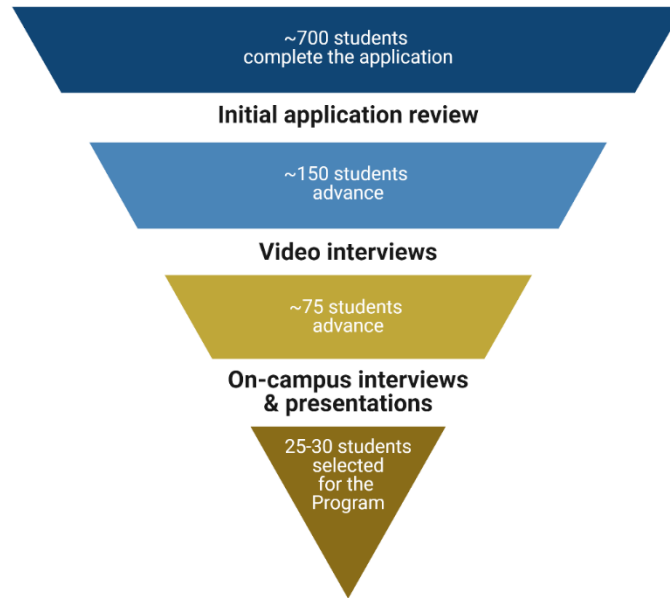 ~700 students
complete the application
Initial application review
~150 students
advance
Video interviews
~75 students
advance
On-campus interviews
& presentations
25-30 students
selected
for the
Program